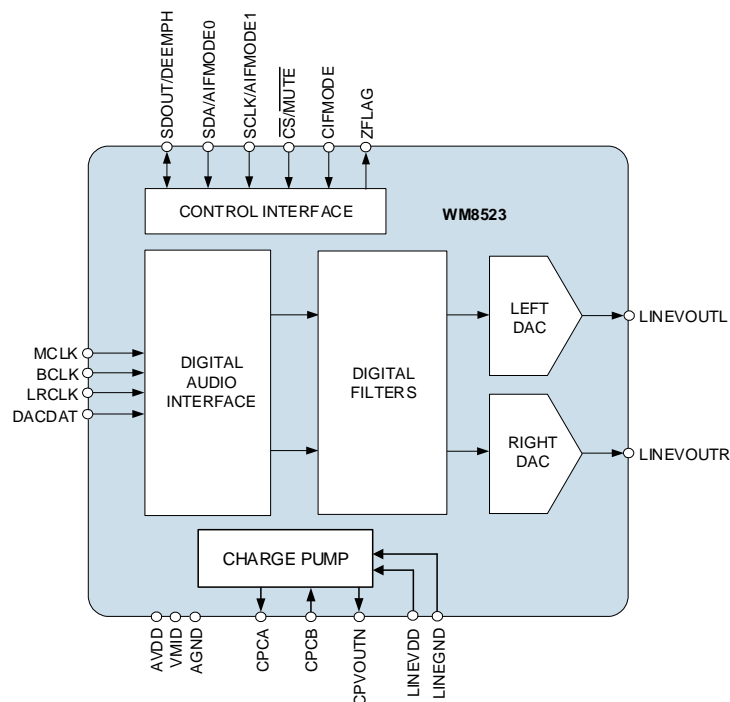 SDOUT/DEEMPH
SDA/AIFMODE0
SCLK/AIFMODE1
CS/MUTE
CIFMODE
ZFLAG
CONTROL INTERFACE
WM8523
MCLK
BCLK
LRCLK
DACDAT
DIGITAL
AUDIO
INTERFACE
DIGITAL
FILTERS
LEFT
DAC
LINEVOUTL
RIGHT
DAC
LINEVOUTR
CHARGE PUMP
AVDD
VMID
AGND
CPCA
CPCB
CPVOUTN
LINEVDD
LINEGND